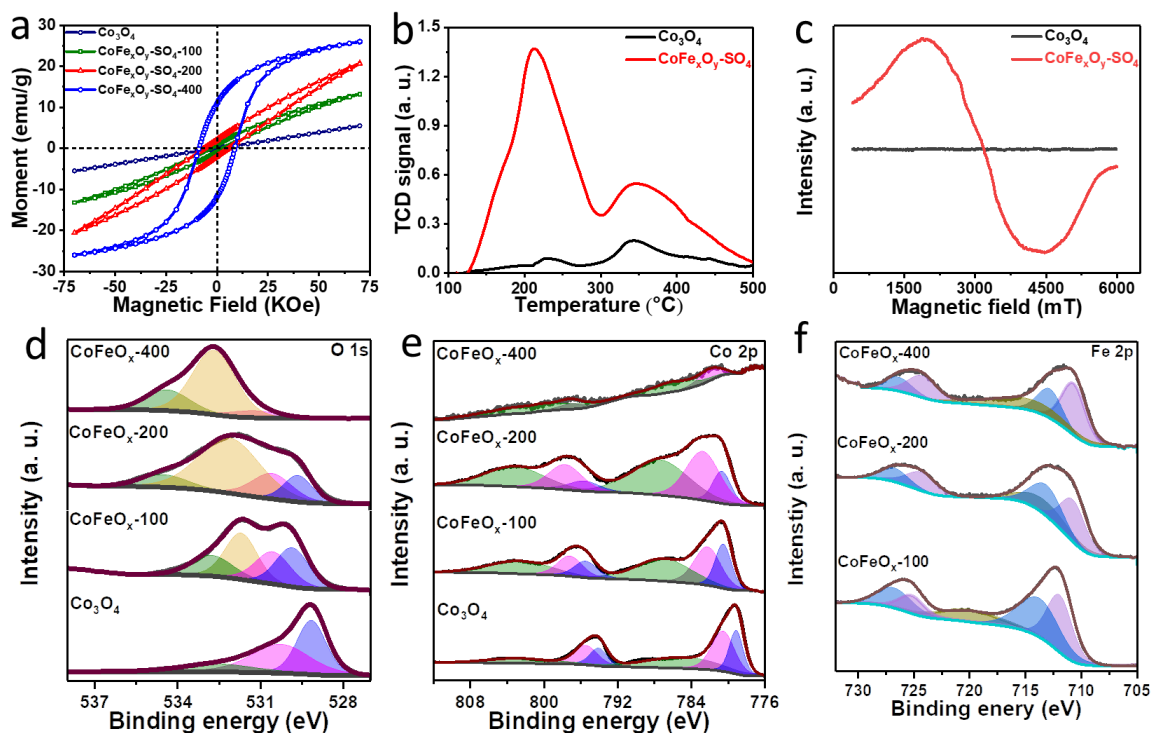 a
Co₃O₄
CoFeₓOᵧ-SO₄-100
CoFeₓOᵧ-SO₄-200
CoFeₓOᵧ-SO₄-400
Moment (emu/g)
30
20
10
0
-10
-20
-30
-75 -50 -25 0 25 50 75
Magnetic Field (KOe)
b
Co₃O₄
CoFeₓOᵧ-SO₄
TCD signal (a. u.)
1.5
1.2
0.9
0.6
0.3
0.0
100 200 300 400 500
Temperature (°C)
c
Co₃O₄
CoFeₓOᵧ-SO₄
Intensity (a. u.)
0 1500 3000 4500 6000
Magnetic field (mT)
d
CoFeOₓ-400
O 1s
CoFeOₓ-200
CoFeOₓ-100
Co₃O₄
Intensity (a. u.)
537 534 531 528
Binding energy (eV)
e
CoFeOₓ-400
Co 2p
CoFeOₓ-200
CoFeOₓ-100
Co₃O₄
Intensity (a. u.)
808 800 792 784 776
Binding energy (eV)
f
CoFeOₓ-400
Fe 2p
CoFeOₓ-200
CoFeOₓ-100
Intenstiy (a. u.)
730 725 720 715 710 705
Binding enery (eV)